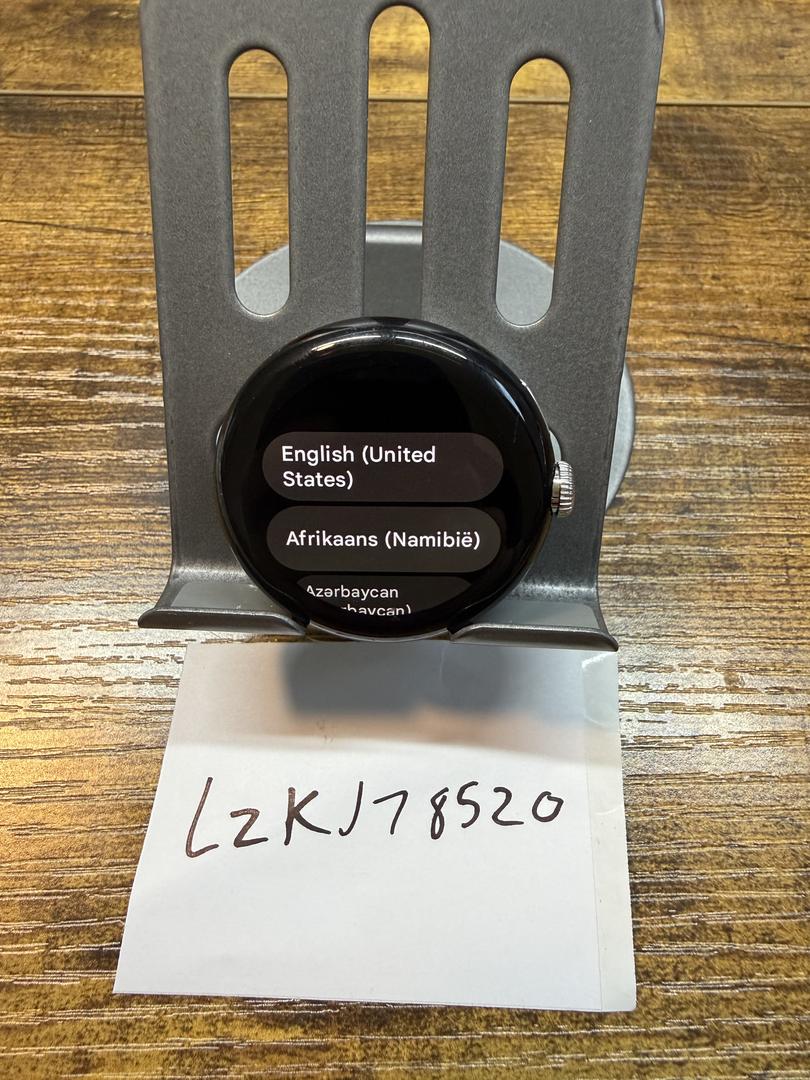 English (United
States)
Afrikaans (Namibië)
Azərbaycan
LZKJ78520